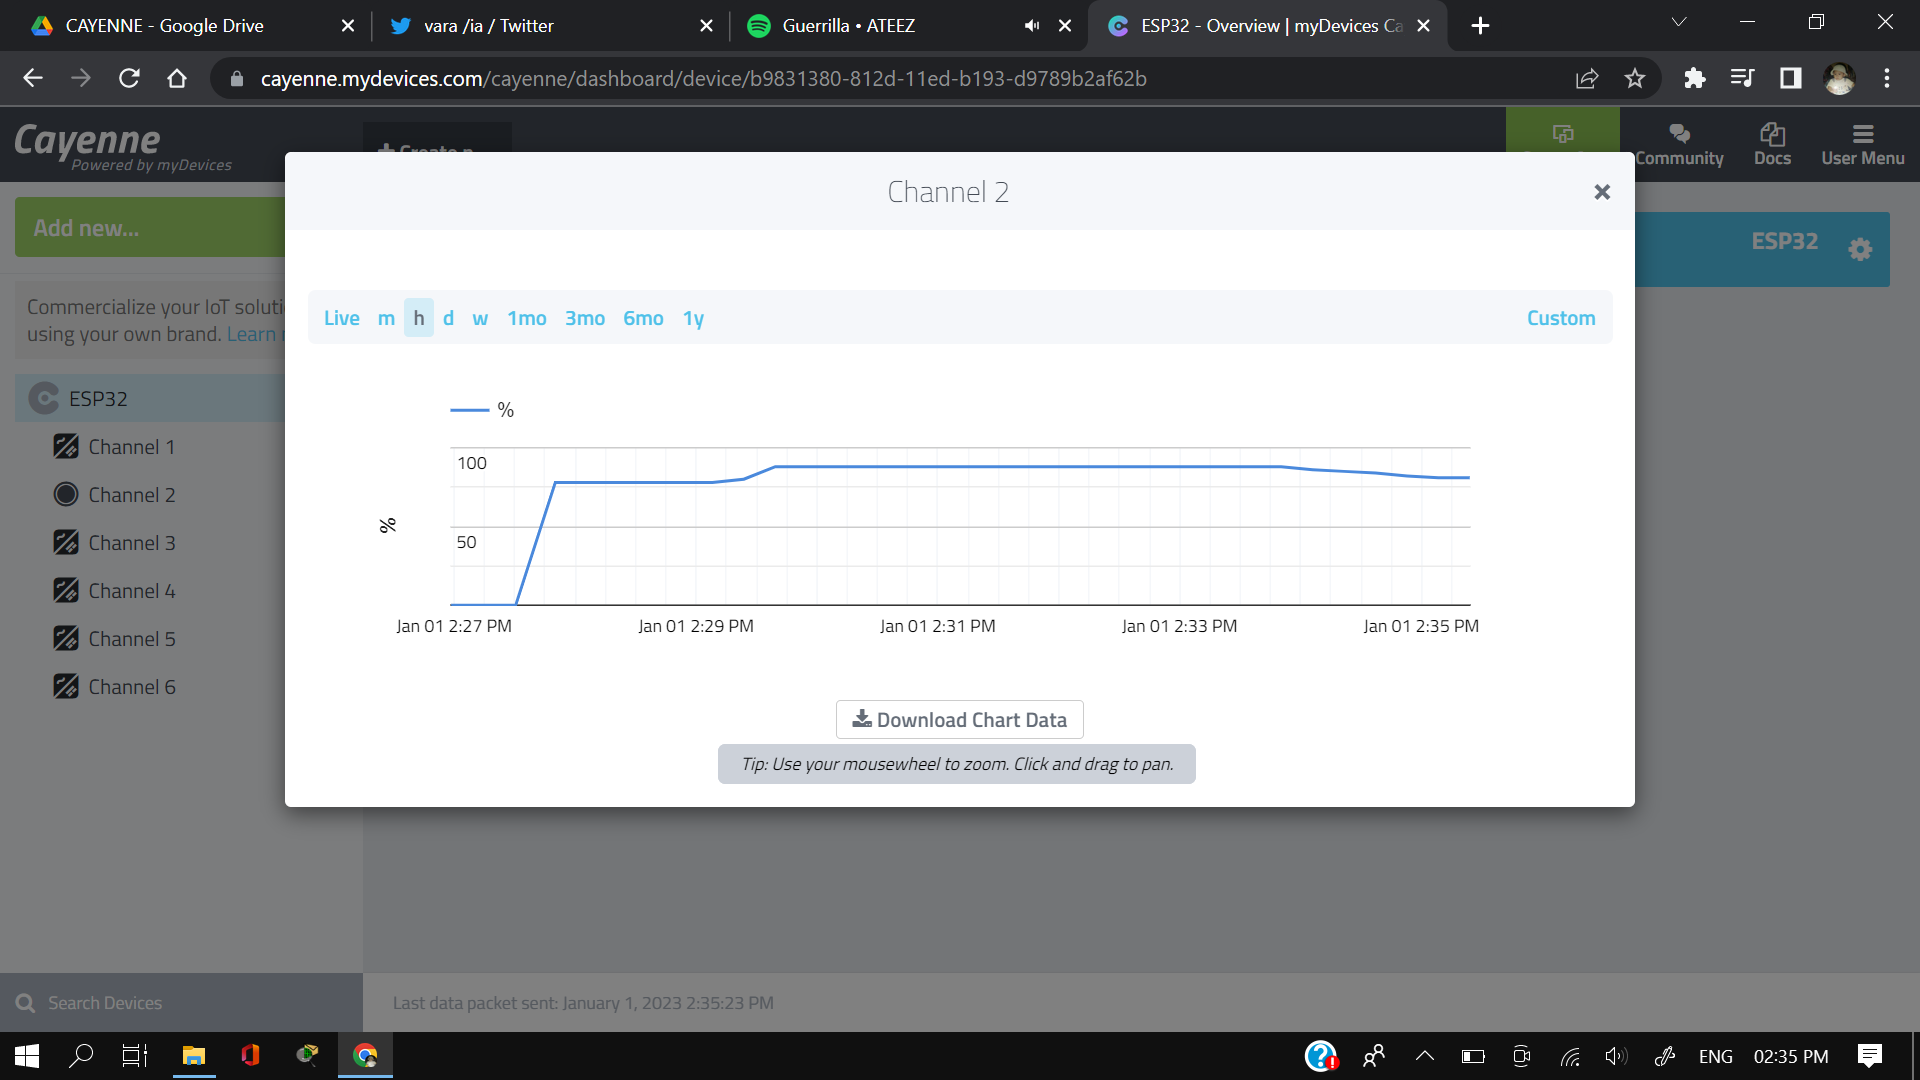 CAYENNE - Google Drive
vara /ia / Twitter
Guerrilla • ATEEZ
ESP32 - Overview | myDevices Ca
cayenne.mydevices.com/cayenne/dashboard/device/b9831380-812d-11ed-b193-d9789b2af62b
Cayenne
Powered by myDevices
Community
Docs
User Menu
Channel 2
Add new...
ESP32
Commercialize your IoT soluti
using your own brand. Learn
Live m h d w 1mo 3mo 6mo 1y
Custom
ESP32
Channel 1
Channel 2
Channel 3
Channel 4
Channel 5
Channel 6
%
100
50
%
Jan 01 2:27 PM
Jan 01 2:29 PM
Jan 01 2:31 PM
Jan 01 2:33 PM
Jan 01 2:35 PM
Download Chart Data
Tip: Use your mousewheel to zoom. Click and drag to pan.
Search Devices
Last data packet sent: January 1, 2023 2:35:23 PM
ENG
02:35 PM